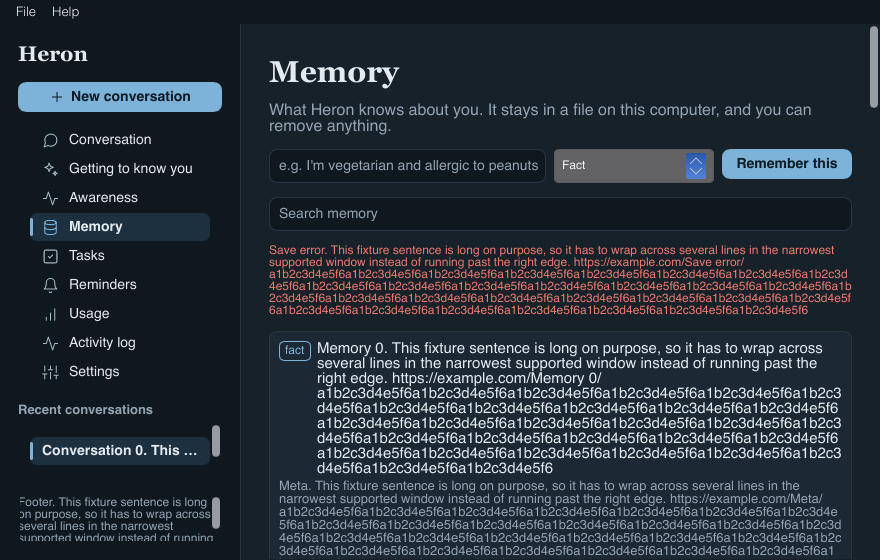 File Help
Heron
+ New conversation
Conversation
Getting to know you
Awareness
Memory
Tasks
Reminders
Usage
Activity log
Settings
Recent conversations
Conversation 0. This …
Footer. This fixture sentence is long
on purpose, so it has to wrap across
several lines in the narrowest
supported window instead of running
Memory
What Heron knows about you. It stays in a file on this computer, and you can
remove anything.
e.g. I'm vegetarian and allergic to peanuts
Fact
Remember this
Search memory
Save error. This fixture sentence is long on purpose, so it has to wrap across several lines in the narrowest
supported window instead of running past the right edge. https://example.com/Save error/
a1b2c3d4e5f6a1b2c3d4e5f6a1b2c3d4e5f6a1b2c3d4e5f6a1b2c3d4e5f6a1b2c3d4e5f6a1b2c3d4e5f6a1b2c3d
4e5f6a1b2c3d4e5f6a1b2c3d4e5f6a1b2c3d4e5f6a1b2c3d4e5f6a1b2c3d4e5f6a1b2c3d4e5f6a1b2c3d4e5f6a1b
2c3d4e5f6a1b2c3d4e5f6a1b2c3d4e5f6a1b2c3d4e5f6a1b2c3d4e5f6a1b2c3d4e5f6a1b2c3d4e5f6a1b2c3d4e5f
6a1b2c3d4e5f6a1b2c3d4e5f6a1b2c3d4e5f6a1b2c3d4e5f6a1b2c3d4e5f6a1b2c3d4e5f6a1b2c3d4e5f6
fact
Memory 0. This fixture sentence is long on purpose, so it has to wrap across
several lines in the narrowest supported window instead of running past the
right edge. https://example.com/Memory 0/
a1b2c3d4e5f6a1b2c3d4e5f6a1b2c3d4e5f6a1b2c3d4e5f6a1b2c3d4e5f6a1b2c3
d4e5f6a1b2c3d4e5f6a1b2c3d4e5f6a1b2c3d4e5f6a1b2c3d4e5f6a1b2c3d4e5f6
a1b2c3d4e5f6a1b2c3d4e5f6a1b2c3d4e5f6a1b2c3d4e5f6a1b2c3d4e5f6a1b2c3
d4e5f6a1b2c3d4e5f6a1b2c3d4e5f6a1b2c3d4e5f6a1b2c3d4e5f6a1b2c3d4e5f6
a1b2c3d4e5f6a1b2c3d4e5f6a1b2c3d4e5f6a1b2c3d4e5f6a1b2c3d4e5f6a1b2c3
d4e5f6a1b2c3d4e5f6a1b2c3d4e5f6
Meta. This fixture sentence is long on purpose, so it has to wrap across several lines in the
narrowest supported window instead of running past the right edge. https://example.com/Meta/
a1b2c3d4e5f6a1b2c3d4e5f6a1b2c3d4e5f6a1b2c3d4e5f6a1b2c3d4e5f6a1b2c3d4e5f6a1b2c3d4e
5f6a1b2c3d4e5f6a1b2c3d4e5f6a1b2c3d4e5f6a1b2c3d4e5f6a1b2c3d4e5f6a1b2c3d4e5f6a1b2c3d
4e5f6a1b2c3d4e5f6a1b2c3d4e5f6a1b2c3d4e5f6a1b2c3d4e5f6a1b2c3d4e5f6a1b2c3d4e5f6a1b2c
3d4e5f6a1b2c3d4e5f6a1b2c3d4e5f6a1b2c3d4e5f6a1b2c3d4e5f6a1b2c3d4e5f6a1b2c3d4e5f6a1